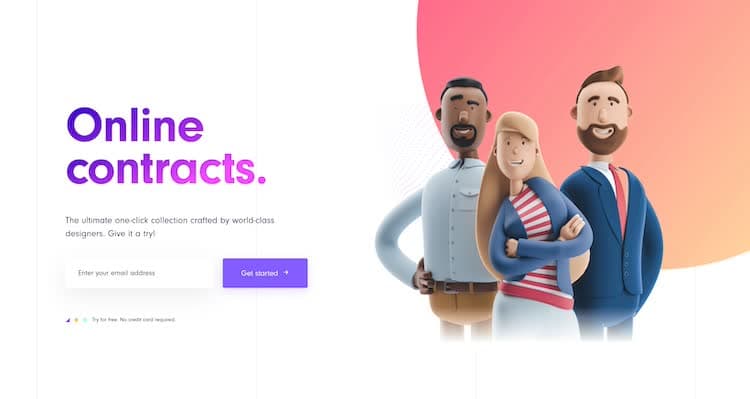 Online
contracts.
The ultimate one-click collection crafted by world-class
designers. Give it a try!
Enter your email address
Get started →
Try for free. No credit card required.